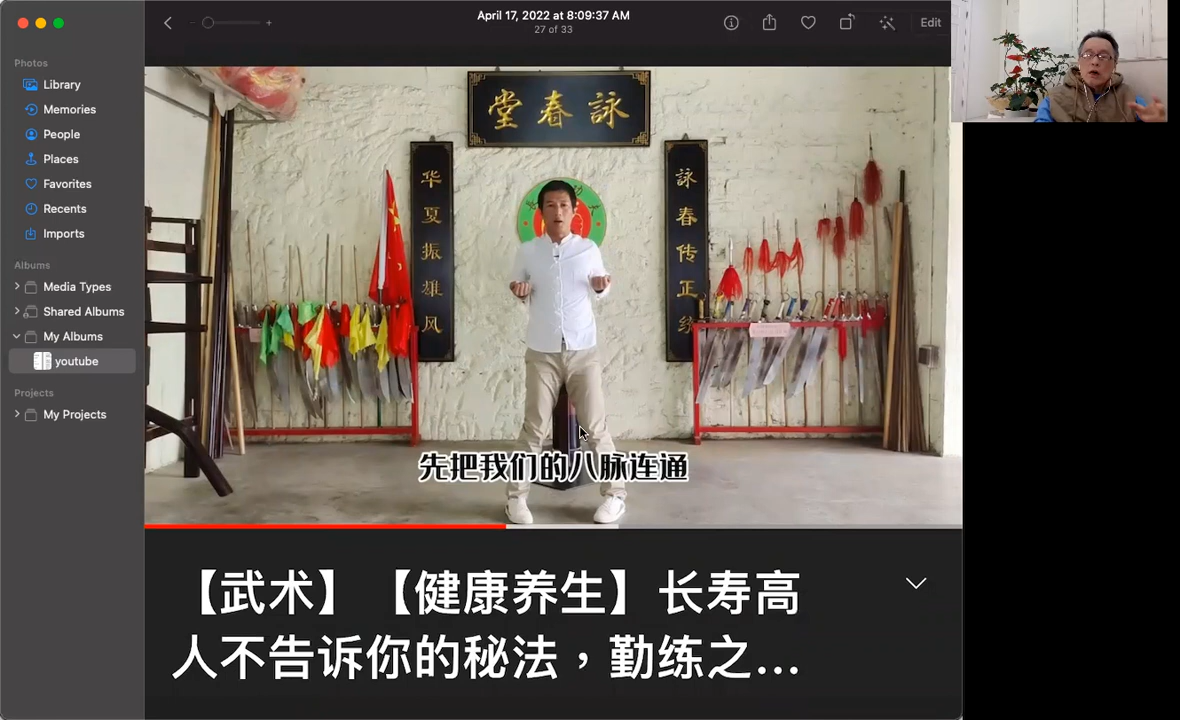 April 17, 2022 at 8:09:37 AM
27 of 33
Edit
Photos
Library
Memories
People
Places
Favorites
Recents
Imports
Albums
Media Types
Shared Albums
My Albums
youtube
Projects
My Projects
堂春詠
华夏振雄风
詠春传正统
先把我们的八脉连通
【武术】【健康养生】长寿高
人不告诉你的秘法，勤练之...